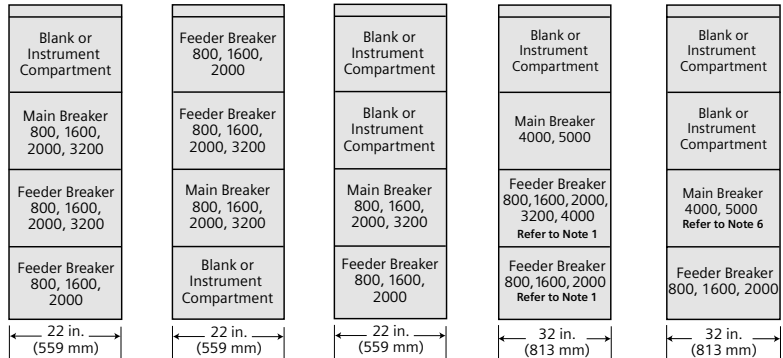 Blank or
Instrument
Compartment
Main Breaker
800, 1600,
2000, 3200
Feeder Breaker
800, 1600,
2000, 3200
Feeder Breaker
800, 1600,
2000
22 in.
(559 mm)
Feeder Breaker
800, 1600,
2000
Feeder Breaker
800, 1600,
2000
Main Breaker
800, 1600,
2000, 3200
Blank or
Instrument
Compartment
22 in.
(559 mm)
Blank or
Instrument
Compartment
Blank or
Instrument
Compartment
Main Breaker
800, 1600,
2000, 3200
Feeder Breaker
800, 1600,
2000
22 in.
(559 mm)
Blank or
Instrument
Compartment
Main Breaker
4000, 5000
Feeder Breaker
800,1600,2000,
3200, 4000
Refer to Note 1
Feeder Breaker
800,1600,2000
Refer to Note 1
32 in.
(813 mm)
Blank or
Instrument
Compartment
Blank or
Instrument
Compartment
Main Breaker
4000, 5000
Refer to Note 6
Feeder Breaker
800, 1600, 2000
32 in.
(813 mm)